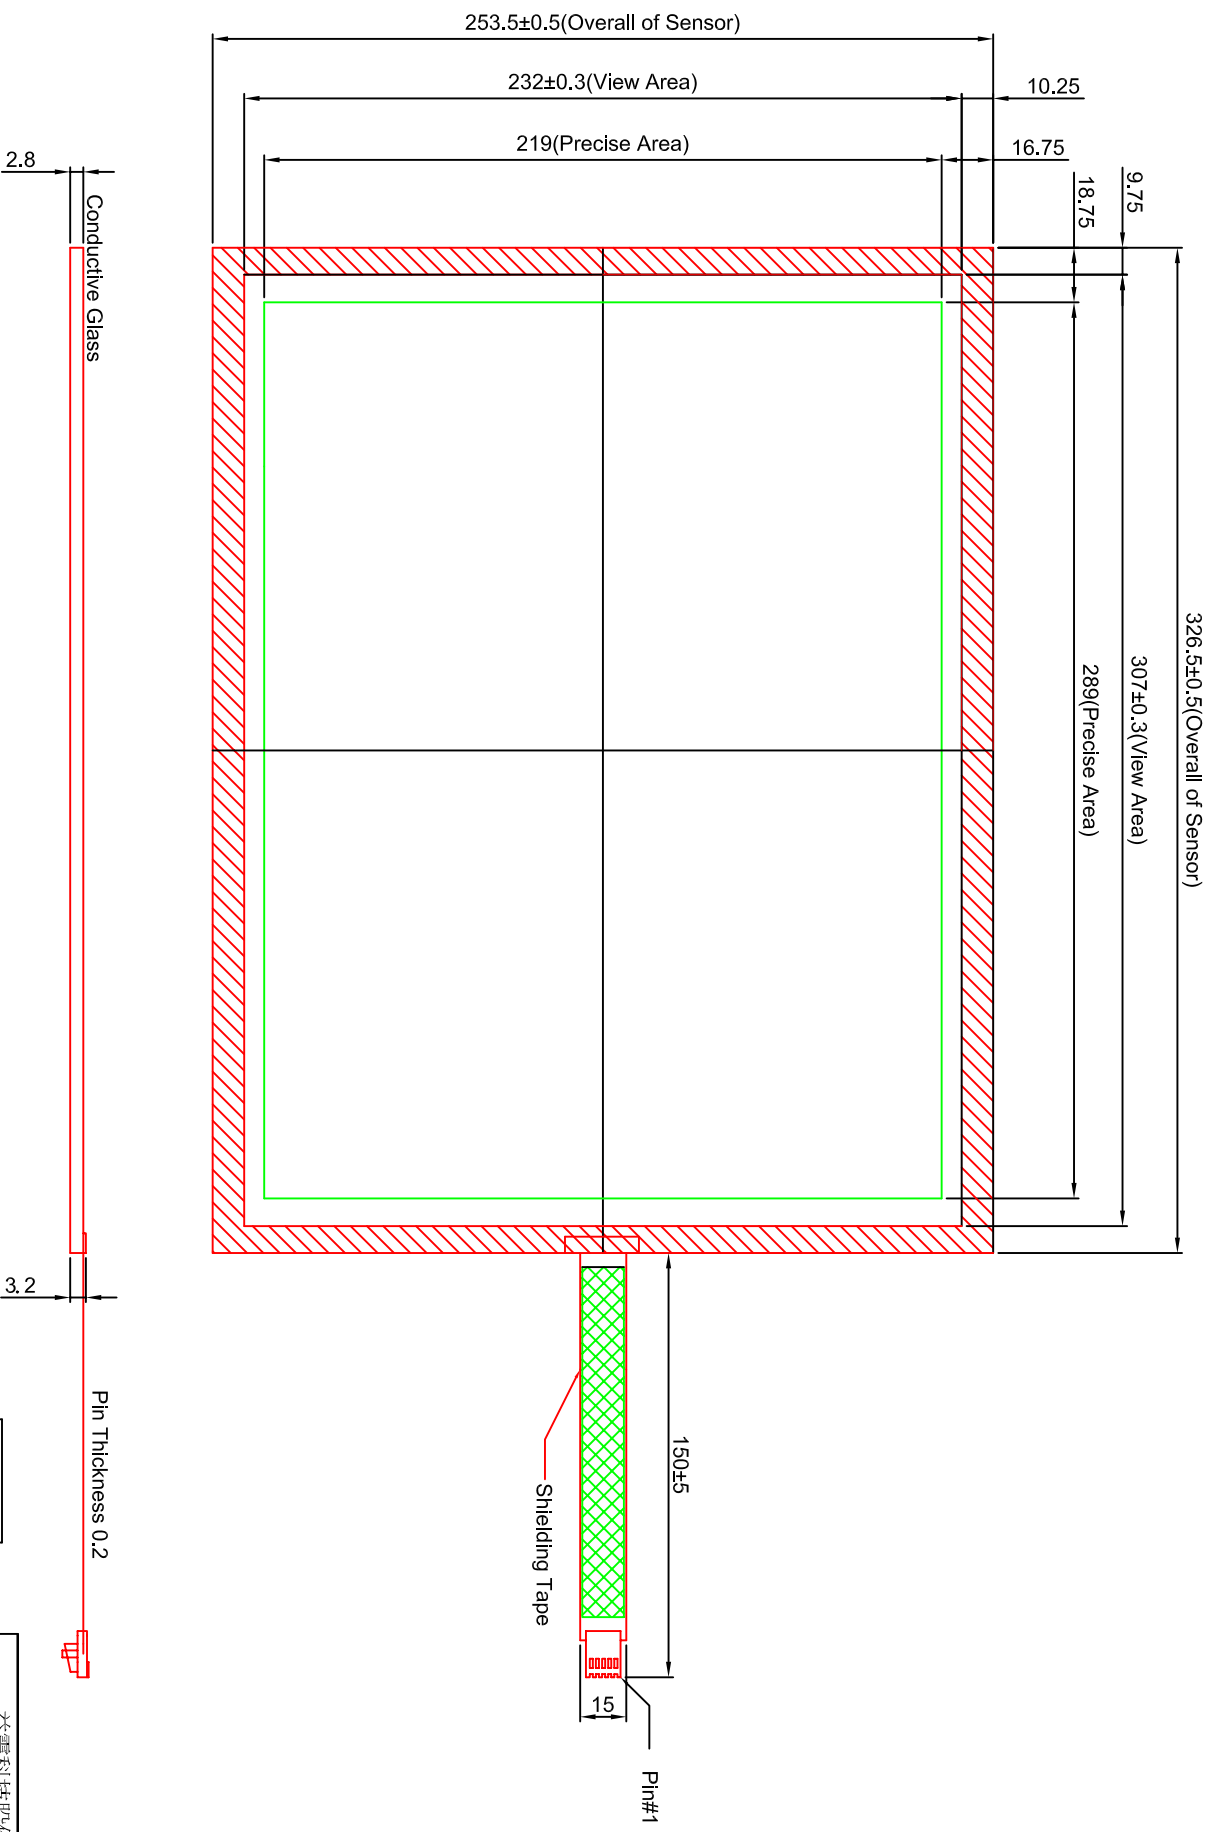 253.5±0.5(Overall of Sensor)
232±0.3(View Area)
10.25
219(Precise Area)
16.75
2.8
9.75
18.75
Conductive Glass
326.5±0.5(Overall of Sensor)
307±0.3(View Area)
289(Precise Area)
3.2
Pin Thickness 0.2
150±5
Shielding Tape
15
Pin#1